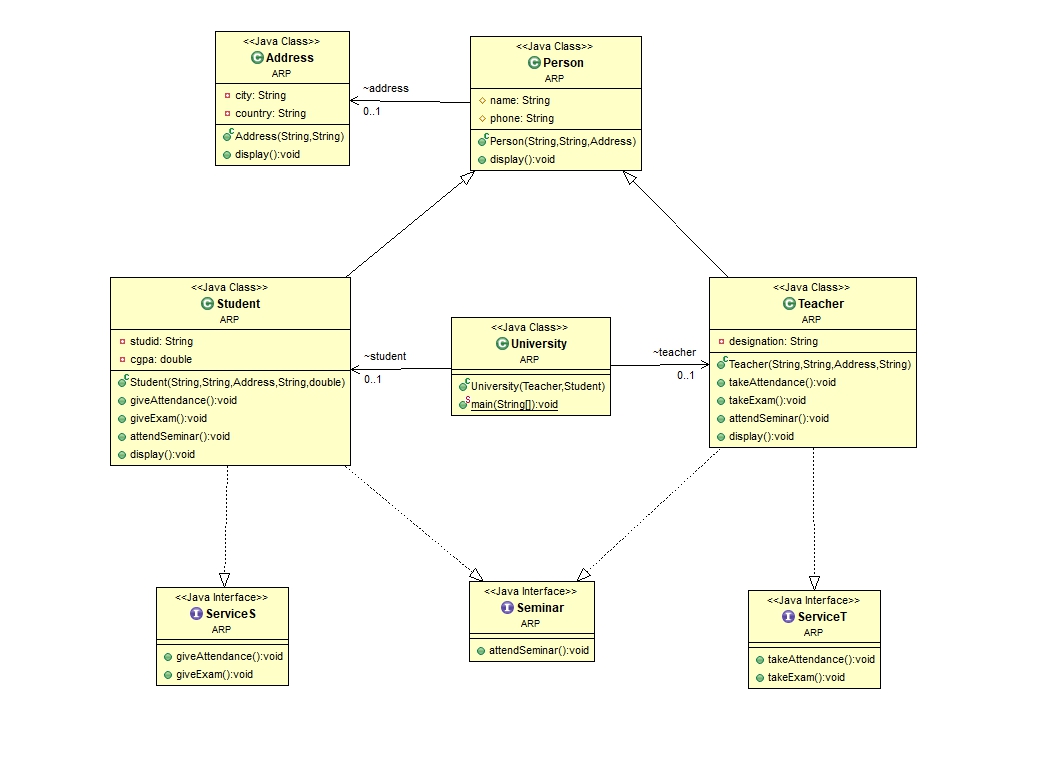 <<Java Class>>
Address
ARP
city: String
country: String
Address(String,String)
display():void
~address
0..1
<<Java Class>>
Person
ARP
name: String
phone: String
Person(String,String,Address)
display():void
<<Java Class>>
Student
ARP
studid: String
cgpa: double
Student(String,String,Address,String,double)
giveAttendance():void
giveExam():void
attendSeminar():void
display():void
~student
0..1
<<Java Class>>
University
ARP
University(Teacher,Student)
main(String[]):void
~teacher
0..1
<<Java Class>>
Teacher
ARP
designation: String
Teacher(String,String,Address,String)
takeAttendance():void
takeExam():void
attendSeminar():void
display():void
<<Java Interface>>
ServiceS
ARP
giveAttendance():void
giveExam():void
<<Java Interface>>
Seminar
ARP
attendSeminar():void
<<Java Interface>>
ServiceT
ARP
takeAttendance():void
takeExam():void